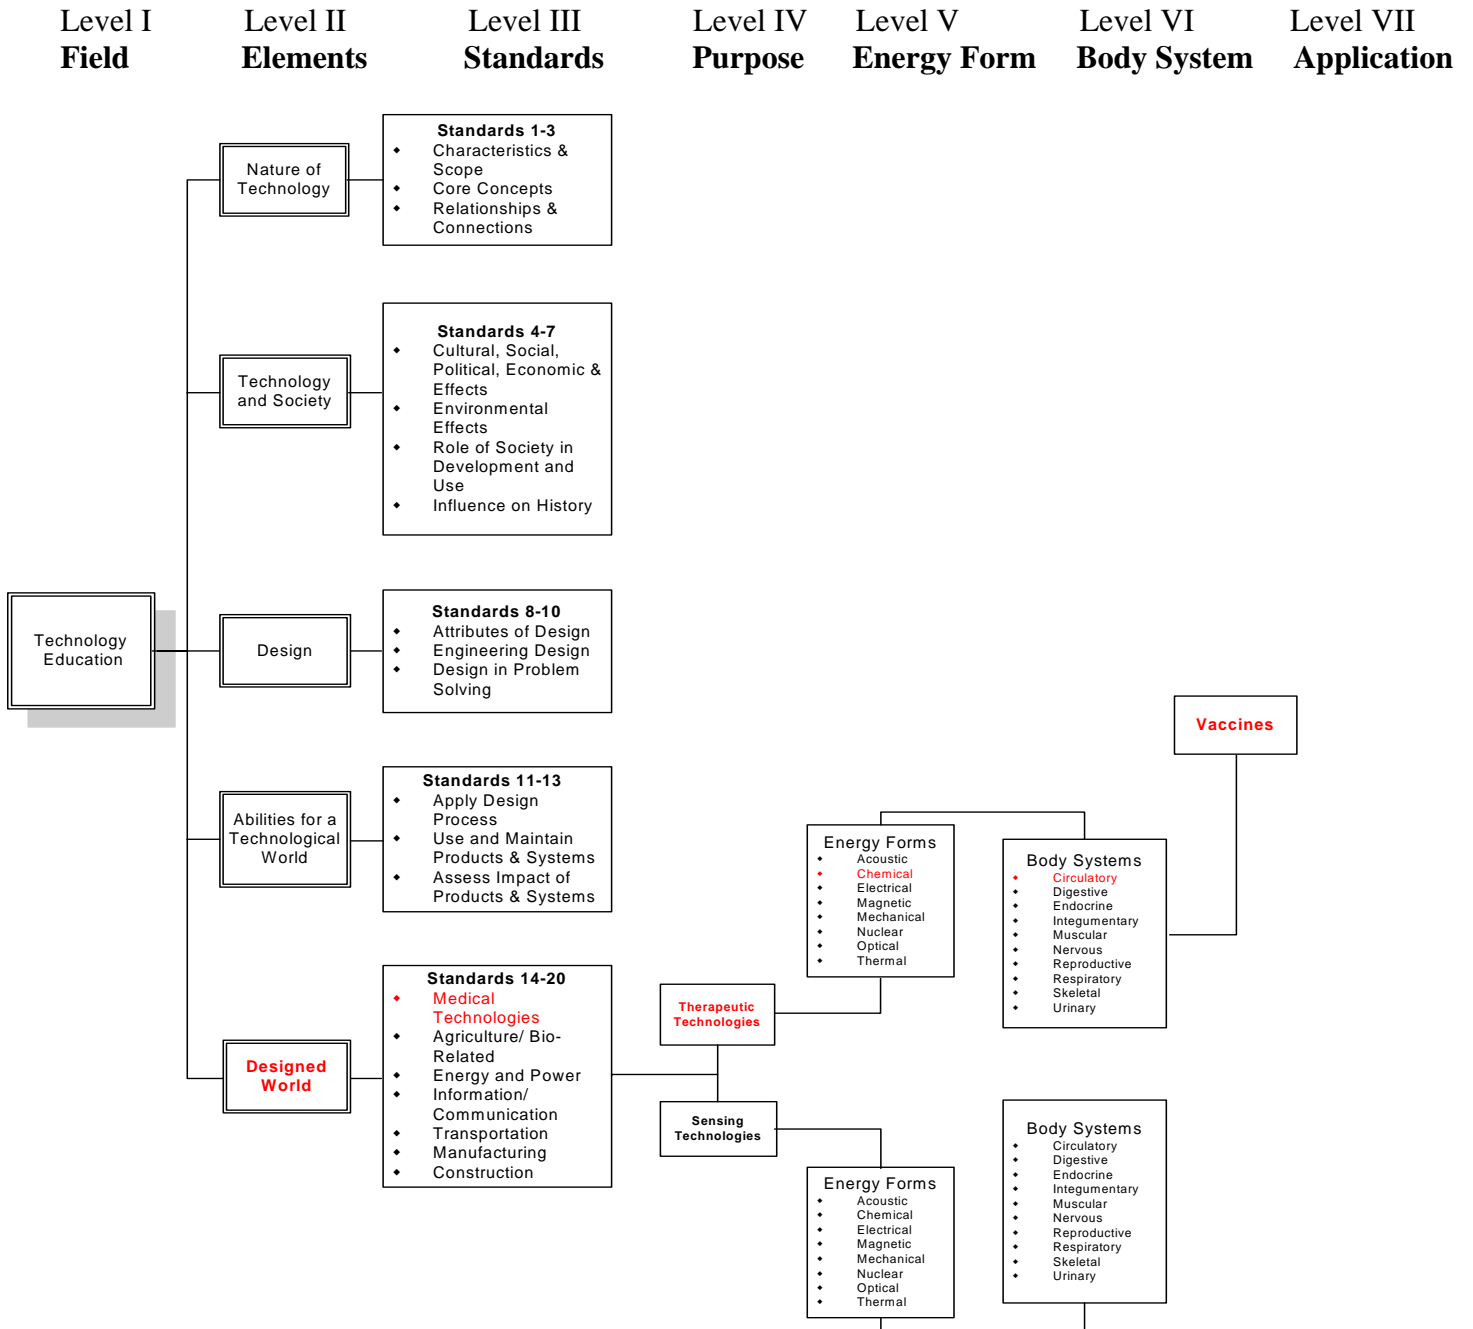 Level I
Field
Level II
Elements
Level III
Standards
Level IV
Purpose
Level V
Energy Form
Level VI
Body System
Level VII
Application
Technology
Education
Nature of
Technology
Standards 1-3
Characteristics &
Scope
Core Concepts
Relationships &
Connections
Technology
and Society
Standards 4-7
Cultural, Social,
Political, Economic &
Effects
Environmental
Effects
Role of Society in
Development and
Use
Influence on History
Design
Standards 8-10
Attributes of Design
Engineering Design
Design in Problem
Solving
Abilities for a
Technological
World
Standards 11-13
Apply Design
Process
Use and Maintain
Products & Systems
Assess Impact of
Products & Systems
Designed
World
Standards 14-20
Medical
Technologies
Agriculture/ Bio-
Related
Energy and Power
Information/
Communication
Transportation
Manufacturing
Construction
Therapeutic
Technologies
Energy Forms
Acoustic
Chemical
Electrical
Magnetic
Mechanical
Nuclear
Optical
Thermal
Body Systems
Circulatory
Digestive
Endocrine
Integumentary
Muscular
Nervous
Reproductive
Respiratory
Skeletal
Urinary
Vaccines
Sensing
Technologies
Energy Forms
Acoustic
Chemical
Electrical
Magnetic
Mechanical
Nuclear
Optical
Thermal
Body Systems
Circulatory
Digestive
Endocrine
Integumentary
Muscular
Nervous
Reproductive
Respiratory
Skeletal
Urinary